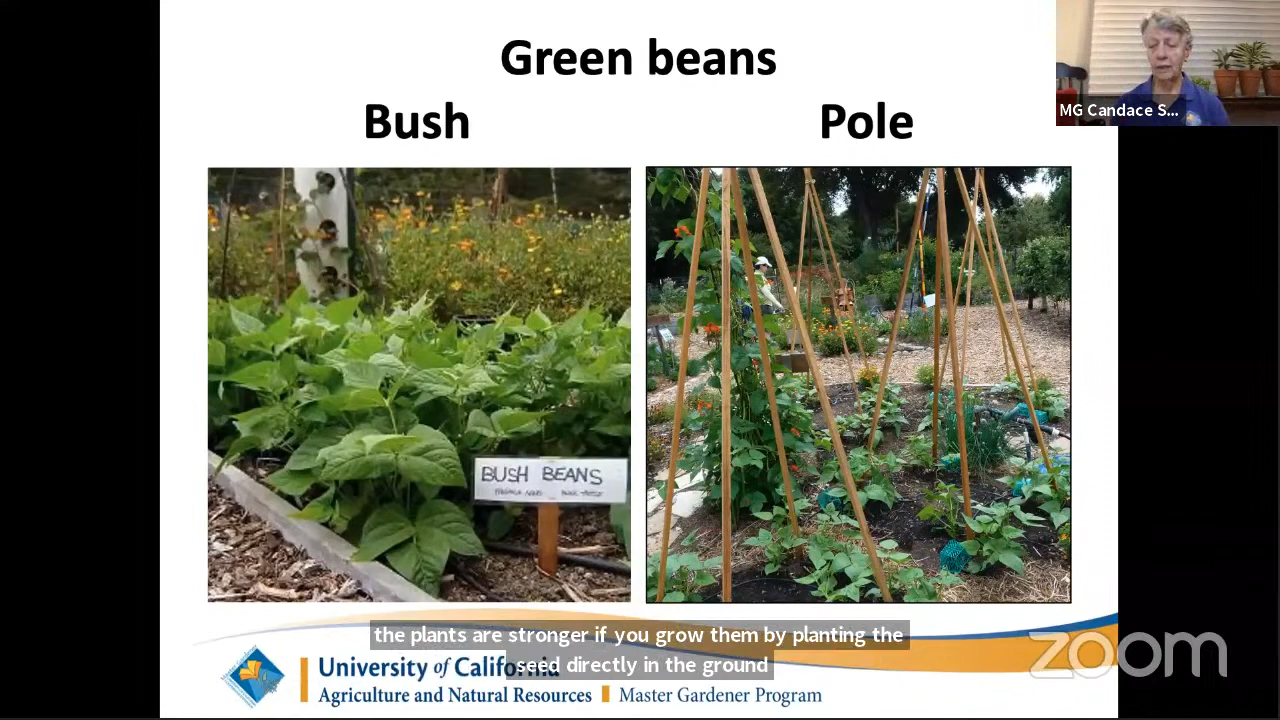 Green beans
Bush
Pole
MG Candace S...
BUSH BEANS
the plants are stronger if you grow them by planting the
seed directly in the ground
University of California
Agriculture and Natural Resources
Master Gardener Program
zoom